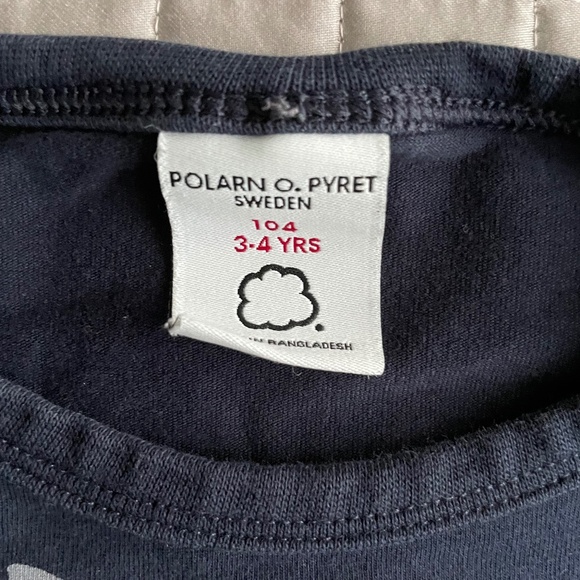 POLARN O. PYRET
SWEDEN
104
3-4 YRS
BANGLADESH